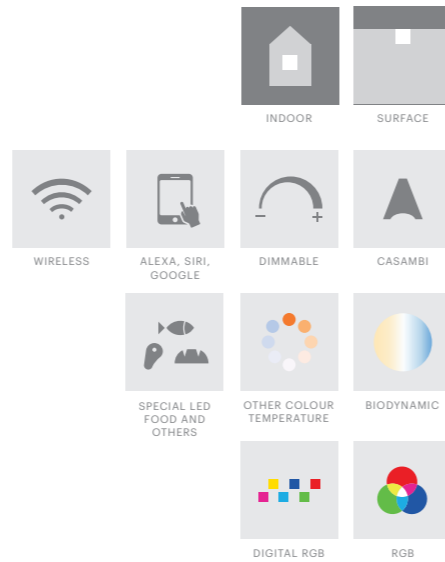 INDOOR
SURFACE
WIRELESS
ALEXA, SIRI,
GOOGLE
DIMMABLE
CASAMBI
SPECIAL LED
FOOD AND
OTHERS
OTHER COLOUR
TEMPERATURE
BIODYNAMIC
DIGITAL RGB
RGB